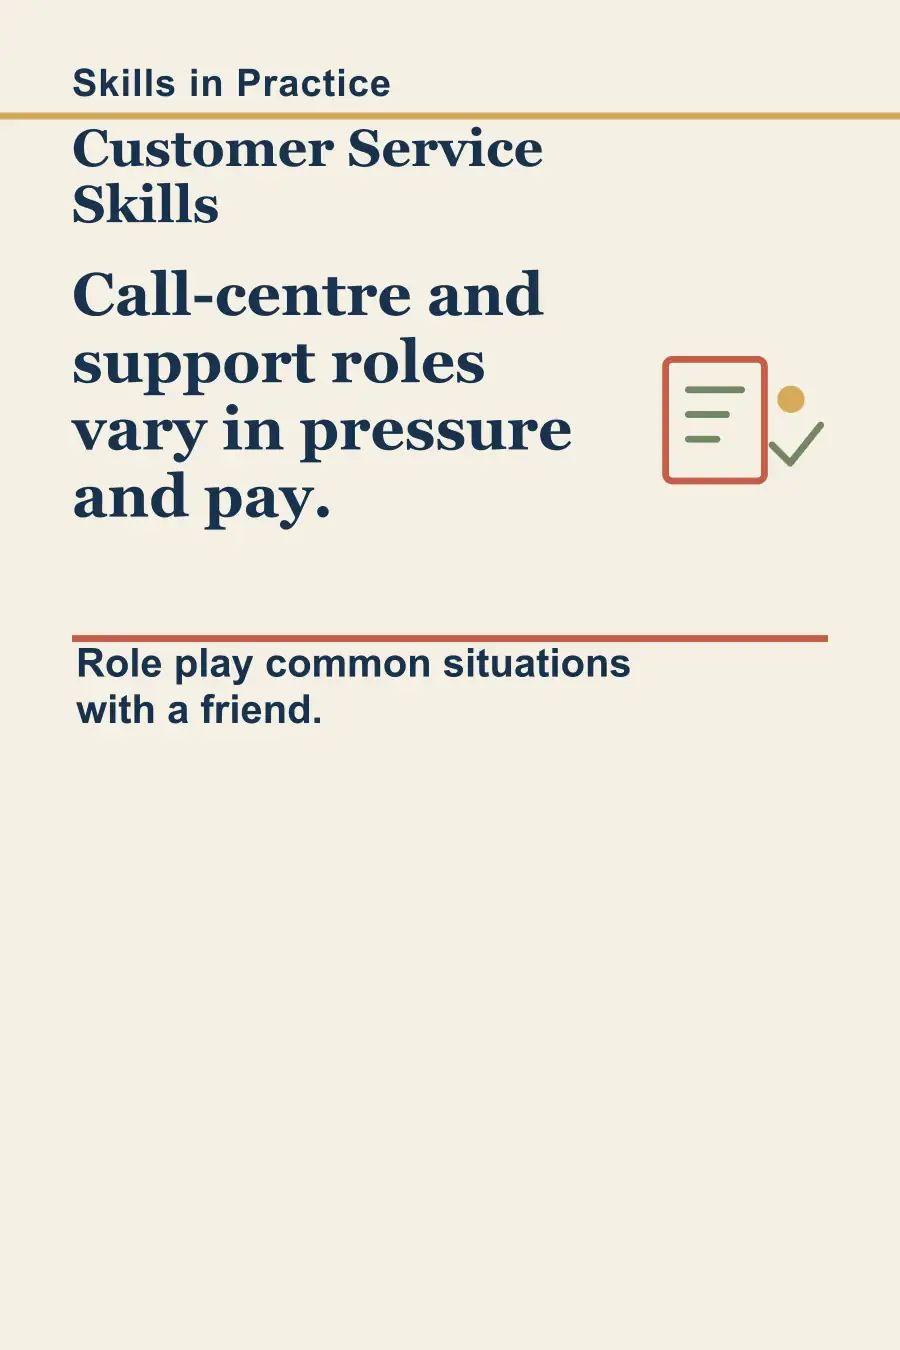 Skills in Practice
Customer Service
Skills
Call-centre and
support roles
vary in pressure
and pay.
Role play common situations
with a friend.